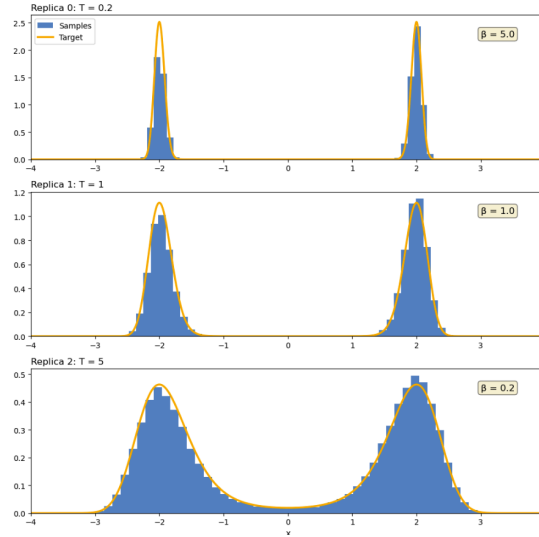 Replica 0: T = 0.2
2.5
2.0
1.5
1.0
0.5
0.0
Samples
Target
β = 5.0
−4 −3 −2 −1 0 1 2 3
Replica 1: T = 1
1.2
1.0
0.8
0.6
0.4
0.2
0.0
β = 1.0
−4 −3 −2 −1 0 1 2 3
Replica 2: T = 5
0.5
0.4
0.3
0.2
0.1
0.0
β = 0.2
−4 −3 −2 −1 0 1 2 3
x